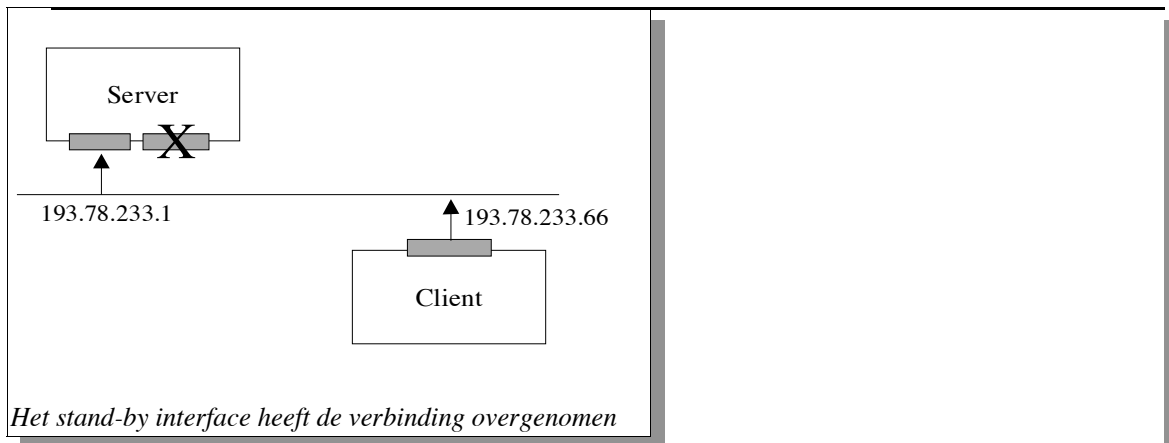 Server
X
193.78.233.1
193.78.233.66
Client
Het stand-by interface heeft de verbinding overgenomen